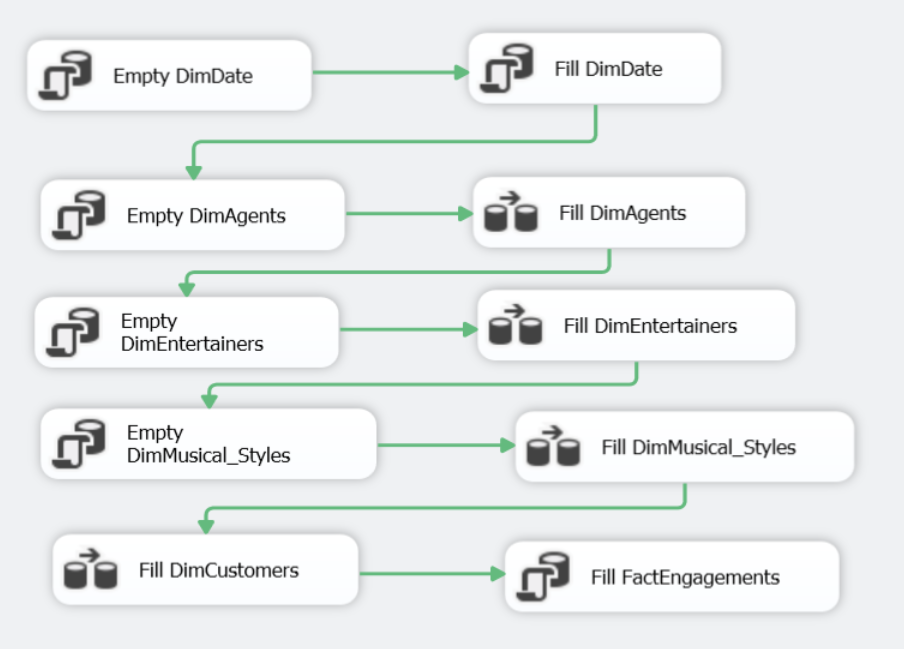 Empty DimDate
Fill DimDate
Empty DimAgents
Fill DimAgents
Empty
DimEntertainers
Fill DimEntertainers
Empty
DimMusical_Styles
Fill DimMusical_Styles
Fill DimCustomers
Fill FactEngagements